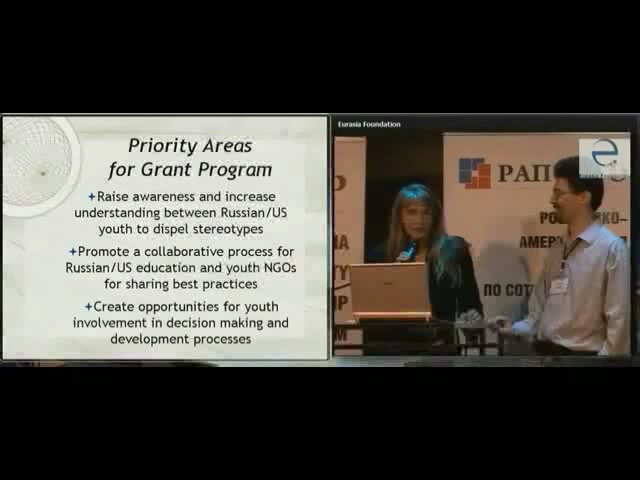 Priority Areas
for Grant Program
Raise awareness and increase
understanding between Russian/US
youth to dispel stereotypes
Promote a collaborative process for
Russian/US education and youth NGOs
for sharing best practices
Create opportunities for youth
involvement in decision making and
development processes
Eurasia Foundation
РАП
АМЕР
ПО СОТ